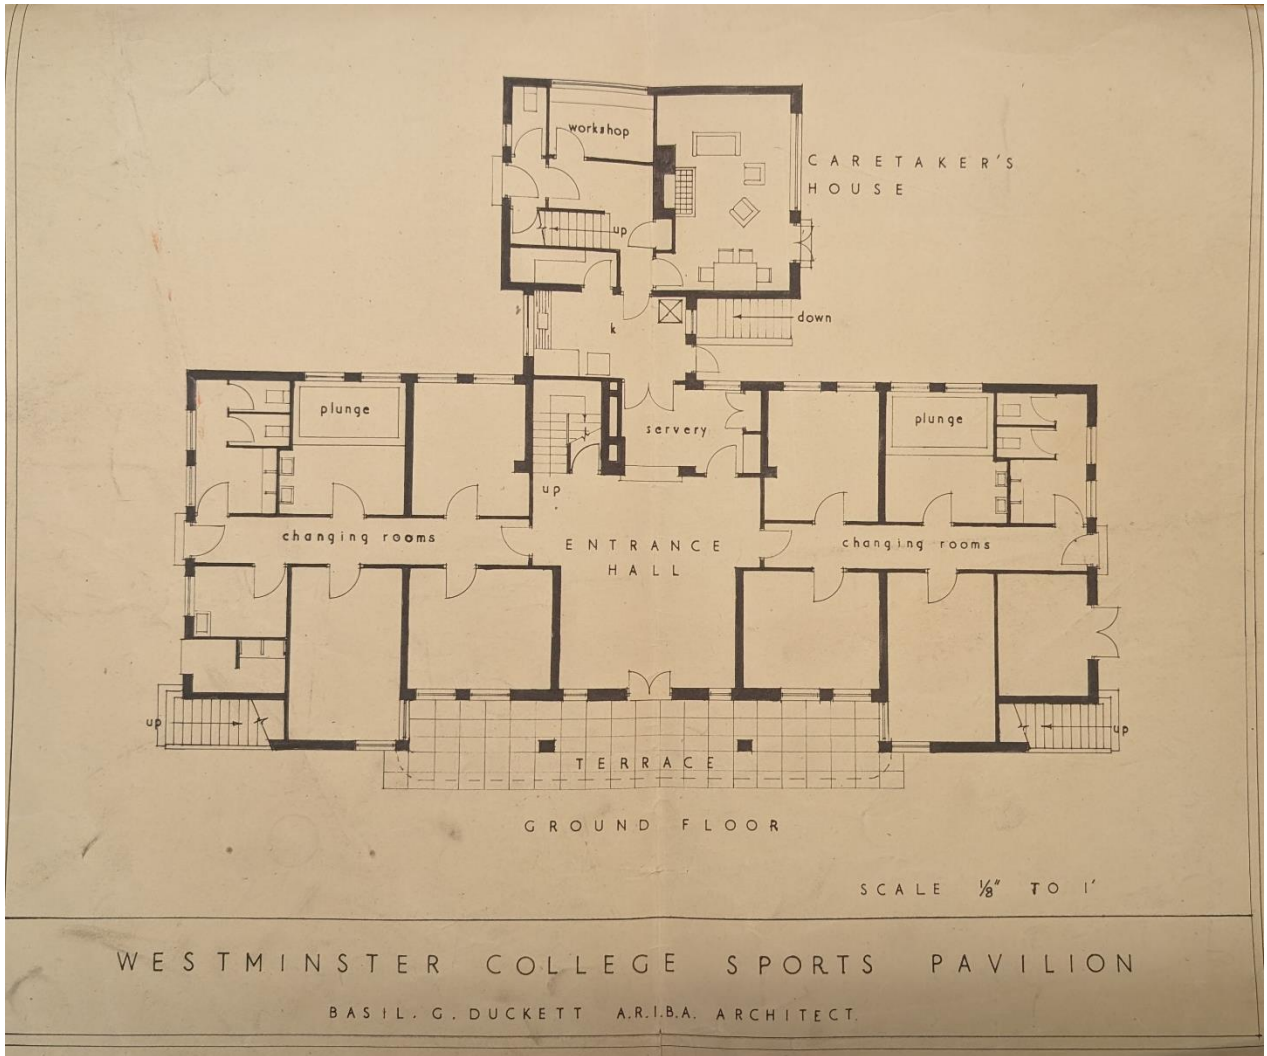 workshop
CARETAKER'S
HOUSE
up
k
down
plunge
servery
plunge
up
changing rooms
ENTRANCE
HALL
changing rooms
up
up
TERRACE
GROUND FLOOR
SCALE 1/8" TO 1'
WESTMINSTER COLLEGE SPORTS PAVILION
BASIL. G. DUCKETT A.R.I.B.A. ARCHITECT.